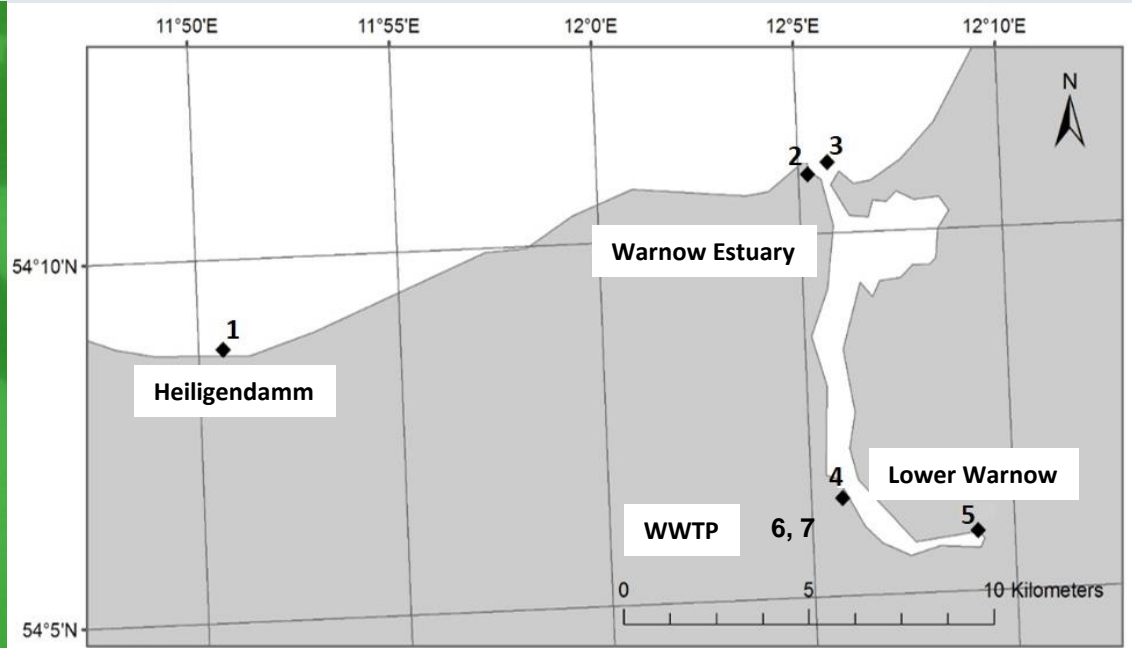 11°50'E 11°55'E 12°0'E 12°5'E 12°10'E
N
2 3
Warnow Estuary
54°10'N
1
Heiligendamm
4 Lower Warnow
5
WWTP 6, 7
0 5 10 Kilometers
54°5'N